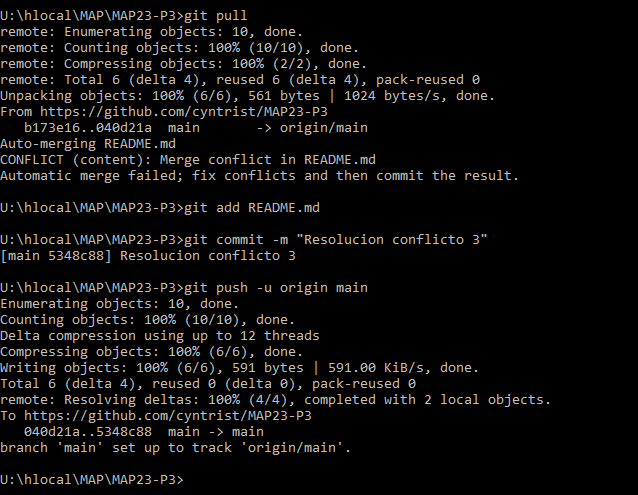 U:\hlocal\MAP\MAP23-P3>git pull
remote: Enumerating objects: 10, done.
remote: Counting objects: 100% (10/10), done.
remote: Compressing objects: 100% (2/2), done.
remote: Total 6 (delta 4), reused 6 (delta 4), pack-reused 0
Unpacking objects: 100% (6/6), 561 bytes | 1024 bytes/s, done.
From https://github.com/cyntrist/MAP23-P3
   b173e16..040d21a  main       -> origin/main
Auto-merging README.md
CONFLICT (content): Merge conflict in README.md
Automatic merge failed; fix conflicts and then commit the result.
U:\hlocal\MAP\MAP23-P3>git add README.md
U:\hlocal\MAP\MAP23-P3>git commit -m "Resolucion conflicto 3"
[main 5348c88] Resolucion conflicto 3
U:\hlocal\MAP\MAP23-P3>git push -u origin main
Enumerating objects: 10, done.
Counting objects: 100% (10/10), done.
Delta compression using up to 12 threads
Compressing objects: 100% (6/6), done.
Writing objects: 100% (6/6), 591 bytes | 591.00 KiB/s, done.
Total 6 (delta 4), reused 0 (delta 0), pack-reused 0
remote: Resolving deltas: 100% (4/4), completed with 2 local objects.
To https://github.com/cyntrist/MAP23-P3
   040d21a..5348c88  main -> main
branch 'main' set up to track 'origin/main'.
U:\hlocal\MAP\MAP23-P3>